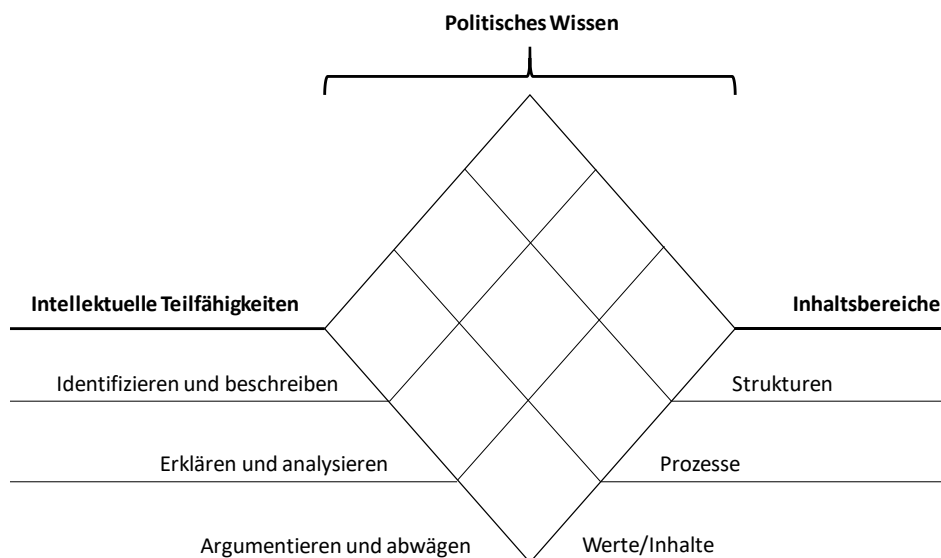 Politisches Wissen
Intellektuelle Teilfähigkeiten
Inhaltsbereiche
Identifizieren und beschreiben
Strukturen
Erklären und analysieren
Prozesse
Argumentieren und abwägen
Werte/Inhalte